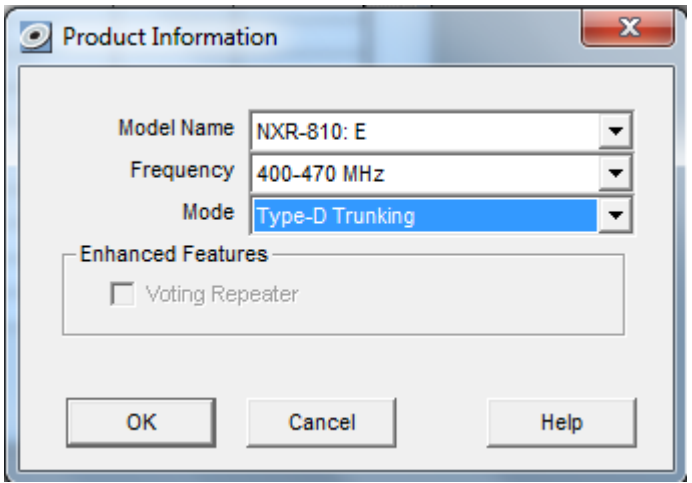 Product Information
Model Name NXR-810: E
Frequency 400-470 MHz
Mode Type-D Trunking
Enhanced Features
Voting Repeater
OK Cancel Help